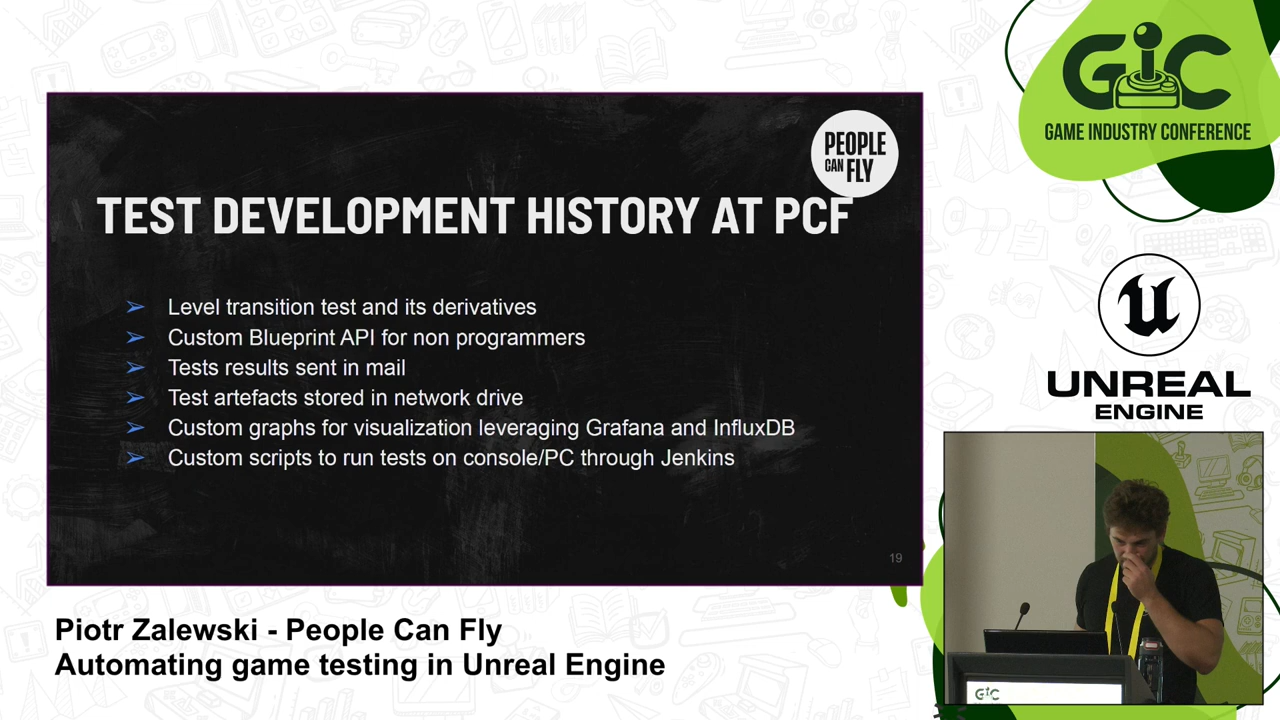 PEOPLE
CAN FLY
TEST DEVELOPMENT HISTORY AT PCF
➢ Level transition test and its derivatives
➢ Custom Blueprint API for non programmers
➢ Tests results sent in mail
➢ Test artefacts stored in network drive
➢ Custom graphs for visualization leveraging Grafana and InfluxDB
➢ Custom scripts to run tests on console/PC through Jenkins
19
GIC
GAME INDUSTRY CONFERENCE
UNREAL
ENGINE
GIC
Piotr Zalewski - People Can Fly
Automating game testing in Unreal Engine